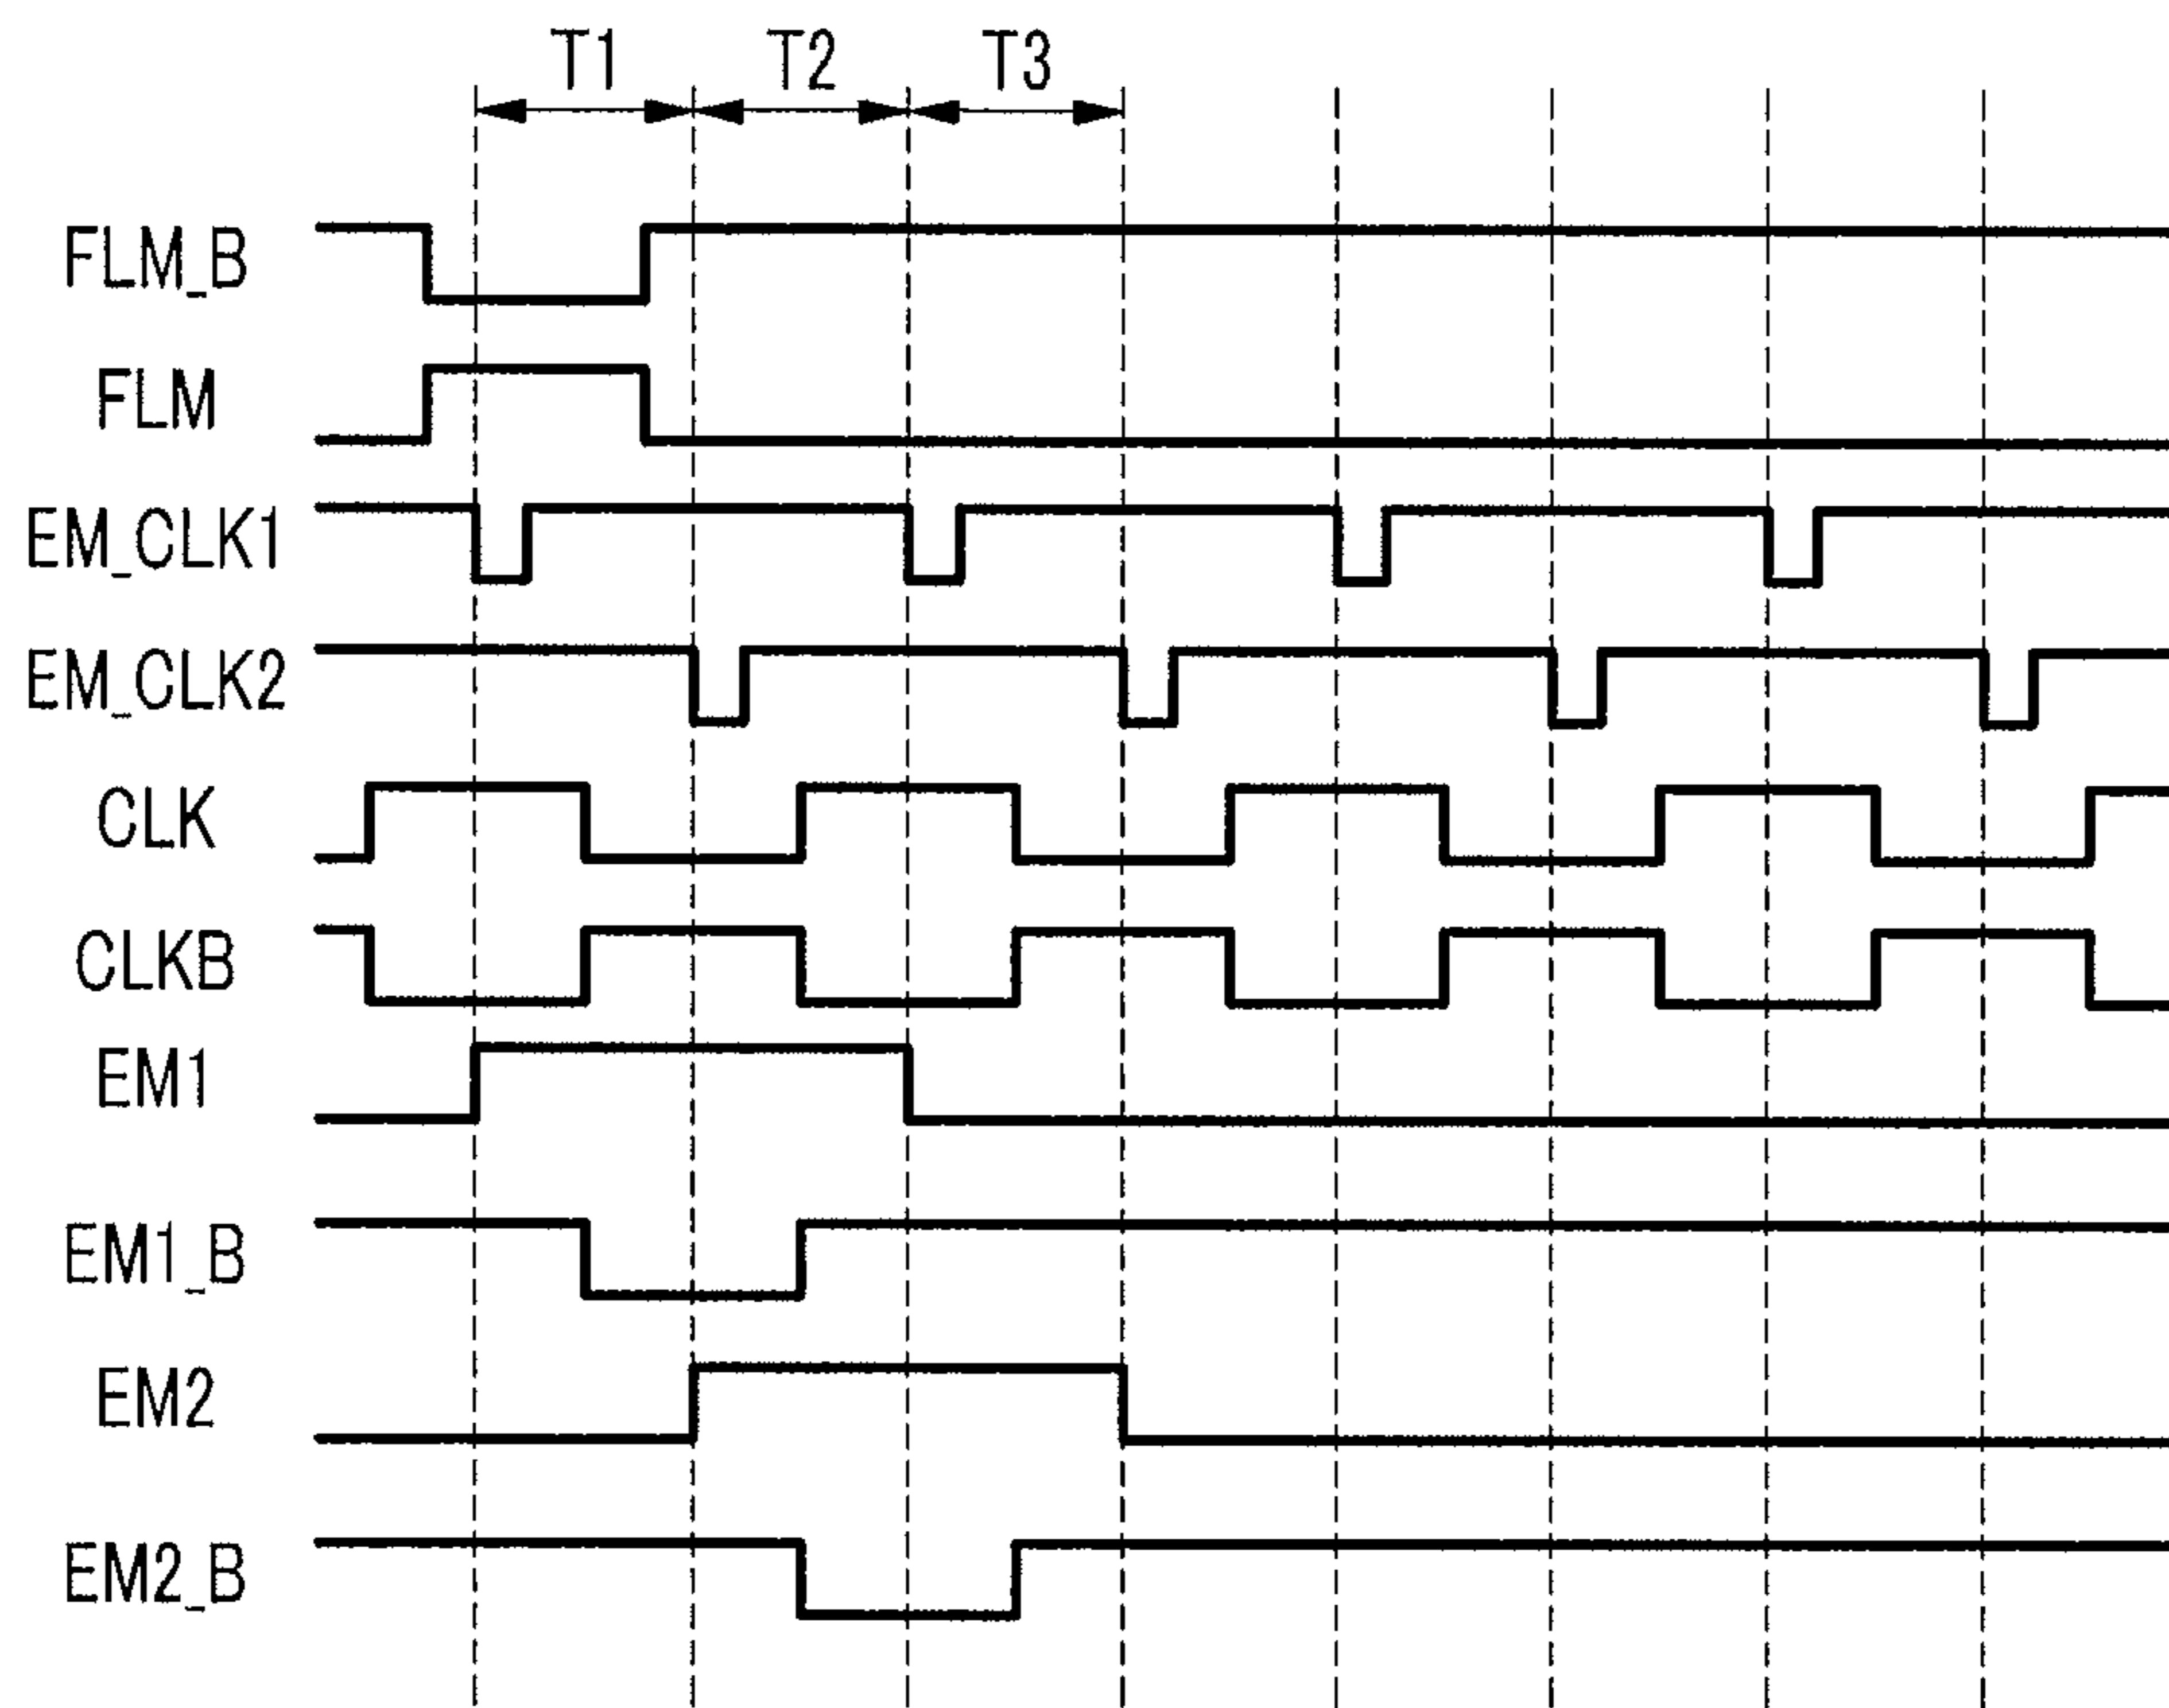 T1 T2 T3
FLM_B
FLM
EM_CLK1
EM_CLK2
CLK
CLKB
EM1
EM1_B
EM2
EM2_B